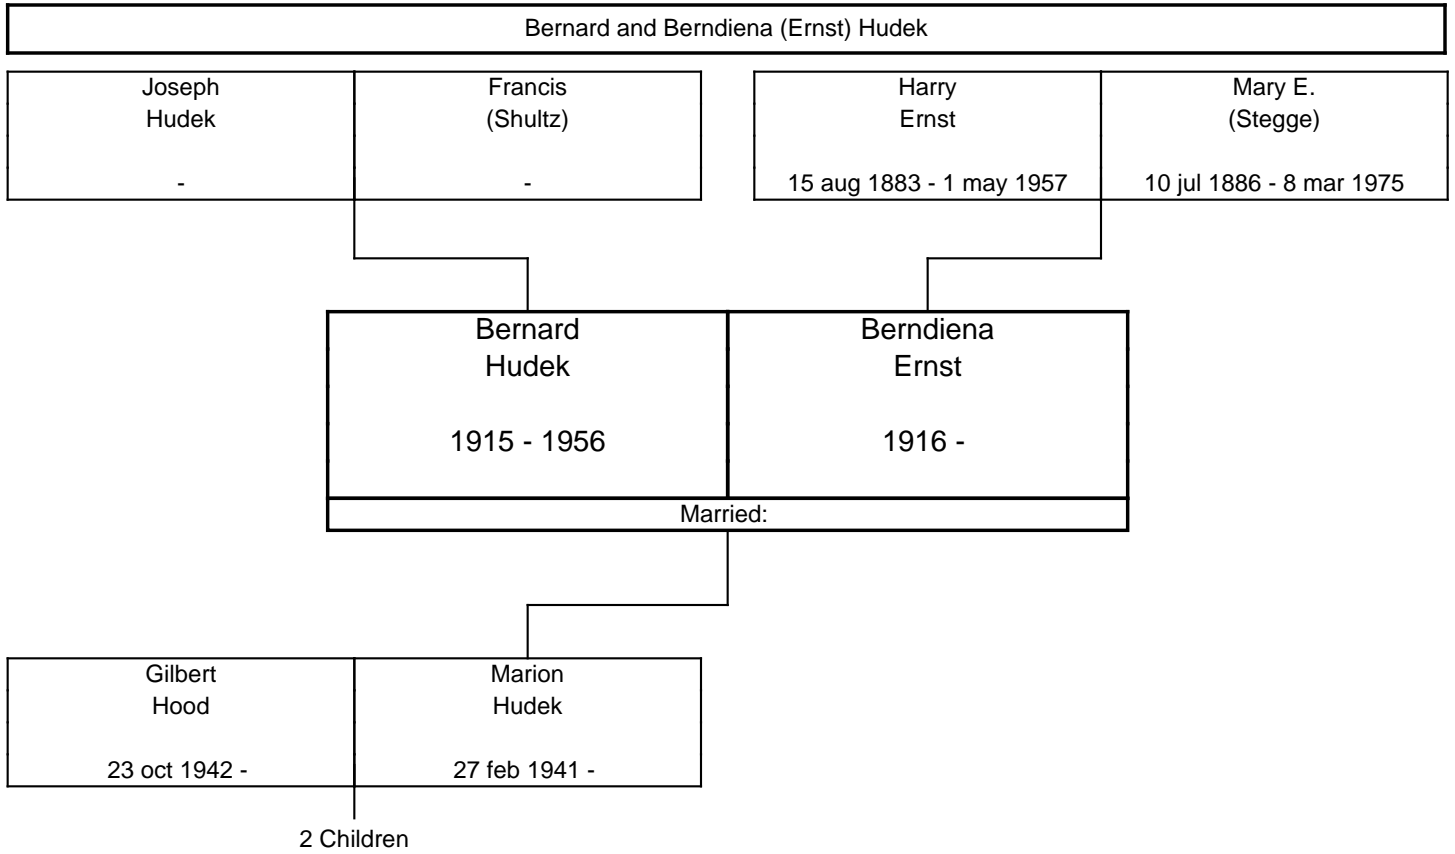 Bernard and Berndiena (Ernst) Hudek
Joseph
Hudek
-
Francis
(Shultz)
-
Harry
Ernst
15 aug 1883 - 1 may 1957
Mary E.
(Stegge)
10 jul 1886 - 8 mar 1975
Bernard
Hudek
1915 - 1956
Berndiena
Ernst
1916 -
Married:
Gilbert
Hood
23 oct 1942 -
Marion
Hudek
27 feb 1941 -
2 Children